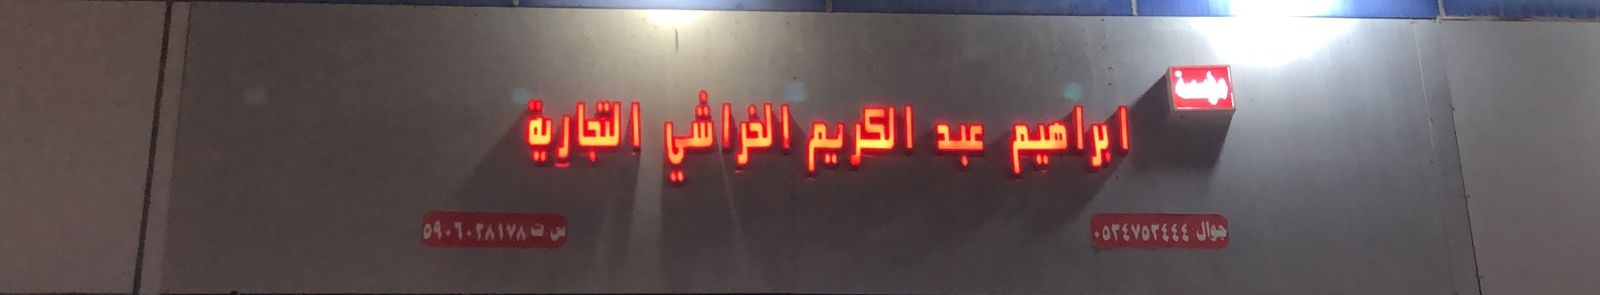 مؤسسة
ابراهيم عبد الكريم الخراشي التجارية
جوال ٠٥٣٤٧٥٣٤٤٤
س ت ٥٩٠٦٠٢٨١٧٨